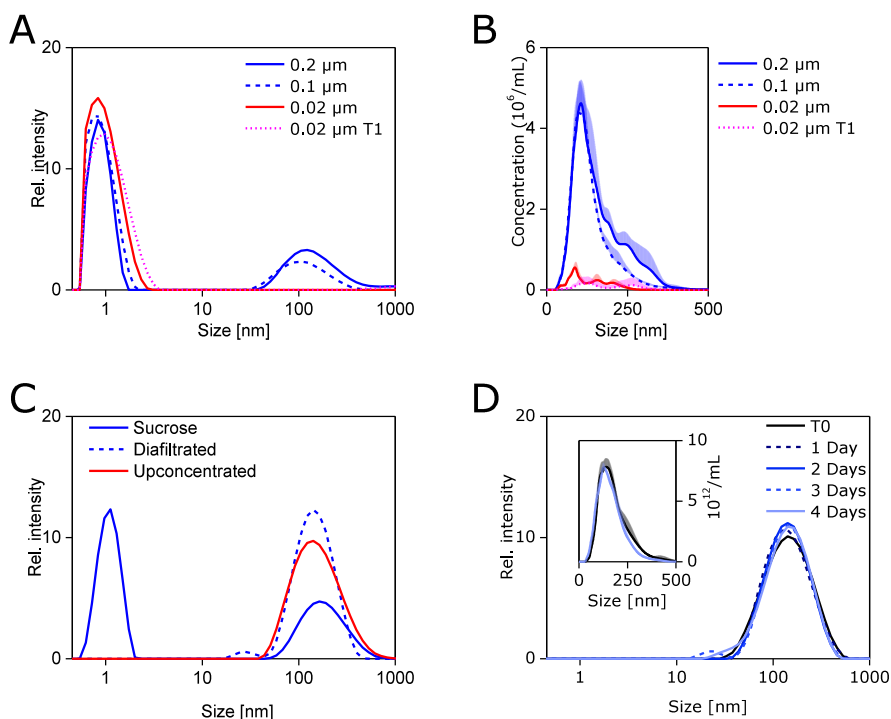 A
20
10
0
Rel. intensity
1
10
100
1000
Size [nm]
0.2 µm
0.1 µm
0.02 µm
0.02 µm T1
B
6
4
2
0
Concentration (10⁶/mL)
0
250
500
Size [nm]
0.2 µm
0.1 µm
0.02 µm
0.02 µm T1
C
20
10
0
Rel. intensity
1
10
100
1000
Size [nm]
Sucrose
Diafiltrated
Upconcentrated
D
20
10
0
Rel. intensity
1
10
100
1000
Size [nm]
T0
1 Day
2 Days
3 Days
4 Days
10
5
0
10¹²/mL
0
250
500
Size [nm]